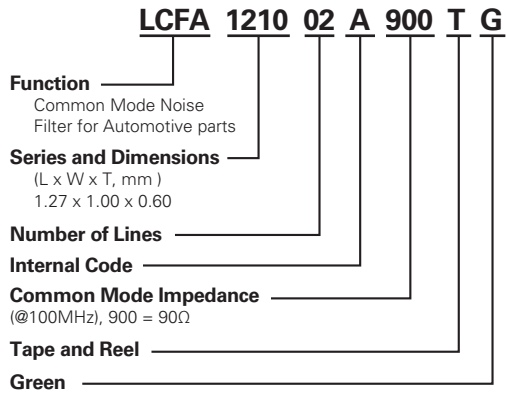 LCFA 1210 02 A 900 T G
Function
Common Mode Noise
Filter for Automotive parts
Series and Dimensions
(L x W x T, mm )
1.27 x 1.00 x 0.60
Number of Lines
Internal Code
Common Mode Impedance
(@100MHz), 900 = 90Ω
Tape and Reel
Green